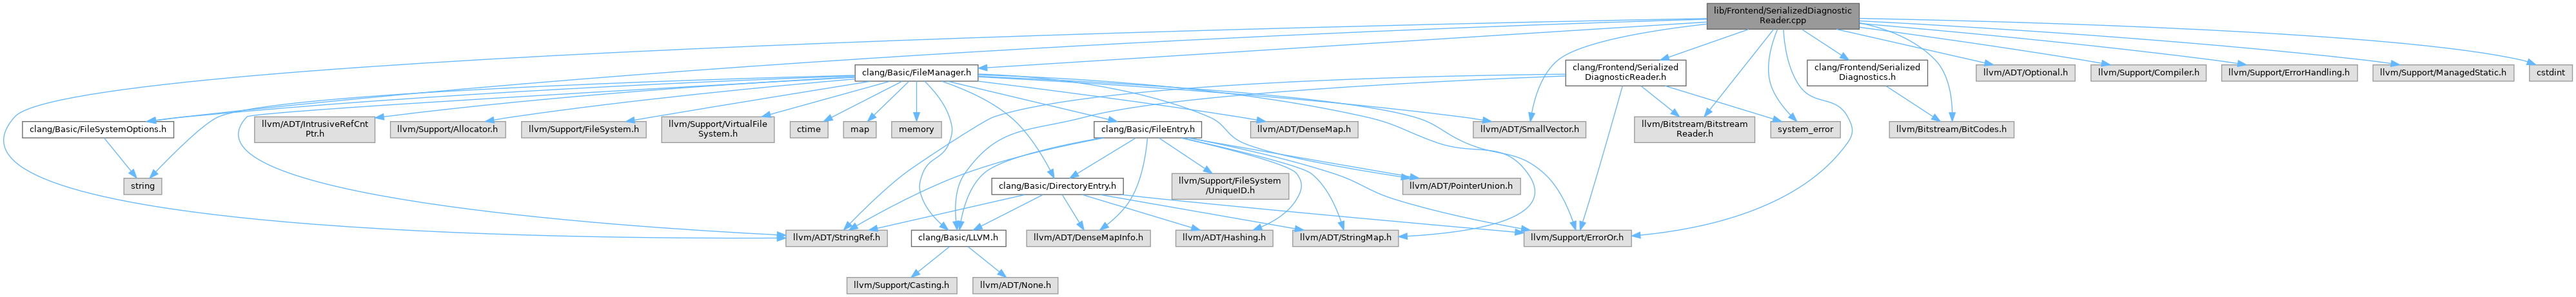 lib/Frontend/SerializedDiagnostic
Reader.cpp
clang/Basic/FileManager.h
clang/Frontend/Serialized
DiagnosticReader.h
clang/Frontend/Serialized
Diagnostics.h
llvm/ADT/Optional.h
llvm/Support/Compiler.h
llvm/Support/ErrorHandling.h
llvm/Support/ManagedStatic.h
cstdint
clang/Basic/FileSystemOptions.h
llvm/ADT/IntrusiveRefCnt
Ptr.h
llvm/Support/Allocator.h
llvm/Support/FileSystem.h
llvm/Support/VirtualFile
System.h
ctime
map
memory
clang/Basic/FileEntry.h
llvm/ADT/DenseMap.h
llvm/ADT/SmallVector.h
llvm/Bitstream/Bitstream
Reader.h
system_error
llvm/Bitstream/BitCodes.h
string
clang/Basic/DirectoryEntry.h
llvm/Support/FileSystem
/UniqueID.h
llvm/ADT/PointerUnion.h
llvm/ADT/StringRef.h
clang/Basic/LLVM.h
llvm/ADT/DenseMapInfo.h
llvm/ADT/Hashing.h
llvm/ADT/StringMap.h
llvm/Support/ErrorOr.h
llvm/Support/Casting.h
llvm/ADT/None.h